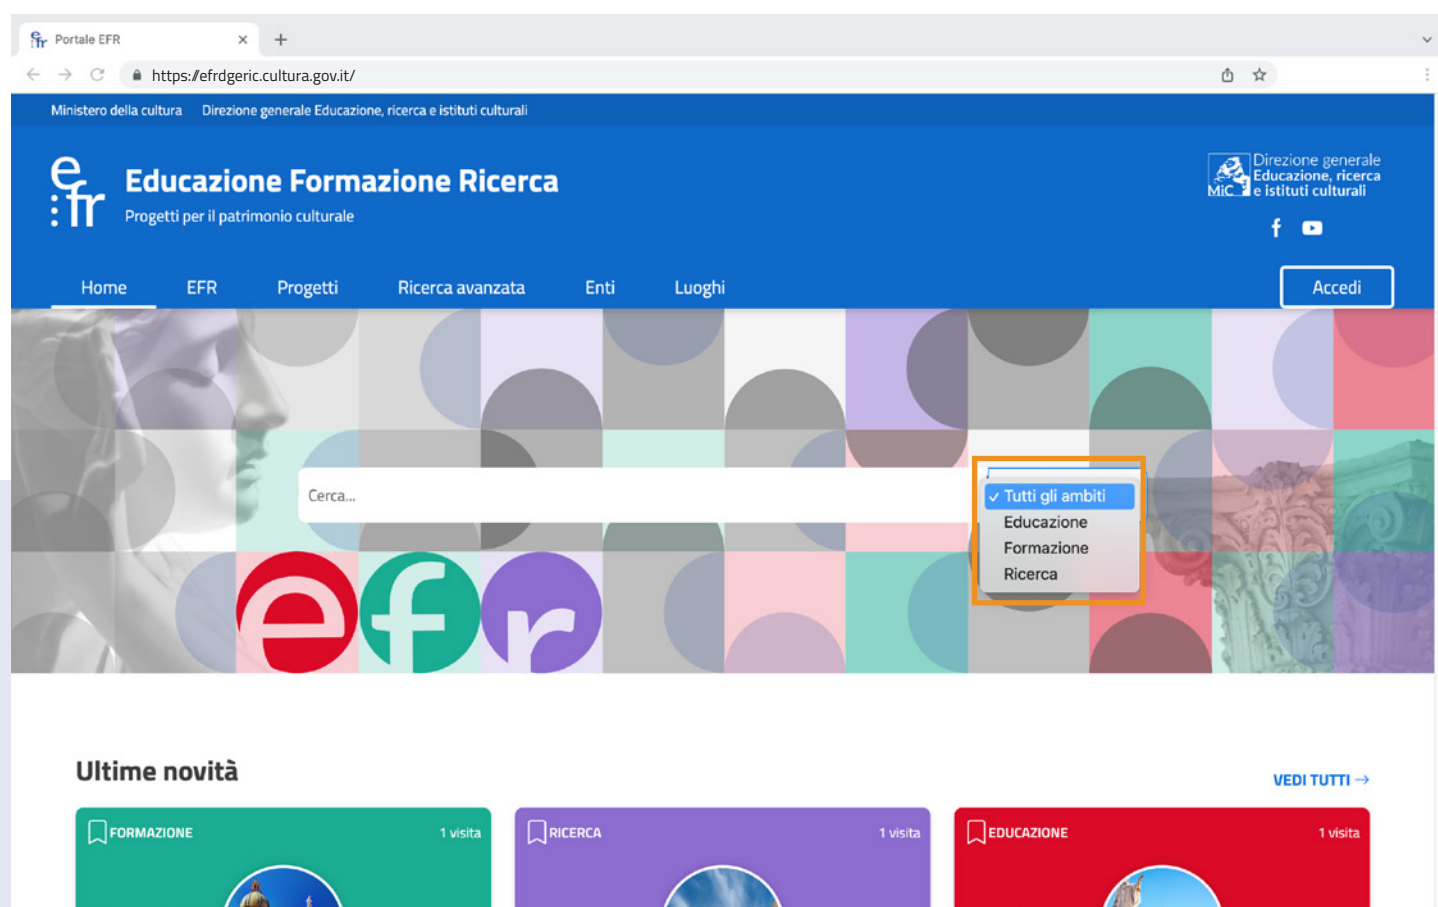 efr Portale EFR × +
https://efrdgeric.cultura.gov.it/
Ministero della cultura Direzione generale Educazione, ricerca e istituti culturali
efr
Educazione Formazione Ricerca
Progetti per il patrimonio culturale
MiC
Direzione generale
Educazione, ricerca
e istituti culturali
Home EFR Progetti Ricerca avanzata Enti Luoghi Accedi
Cerca...
✓ Tutti gli ambiti
Educazione
Formazione
Ricerca
efr
Ultime novità
VEDI TUTTI →
FORMAZIONE 1 visita
RICERCA 1 visita
EDUCAZIONE 1 visita